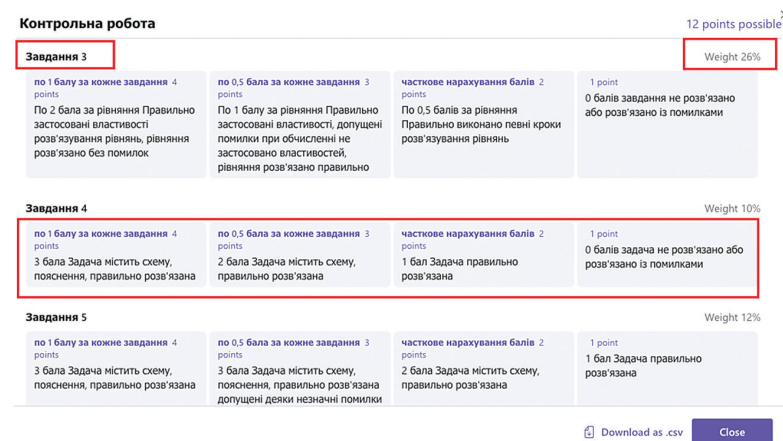 Контрольна робота
12 points possible
Завдання 3
Weight 26%
по 1 балу за кожне завдання 4
points
По 2 бала за рівняння Правильно
застосовані властивості
розв'язування рівнянь, рівняння
розв'язано без помилок
по 0,5 бала за кожне завдання 3
points
По 1 балу за рівняння Правильно
застосовані властивості, допущені
помилки при обчисленні не
застосовано властивостей,
рівняння розв'язано правильно
часткове нарахування балів 2
points
По 0,5 балів за рівняння
Правильно виконано певні кроки
розв'язування рівнянь
1 point
0 балів завдання не розв'язано
або розв'язано із помилками
Завдання 4
Weight 10%
по 1 балу за кожне завдання 4
points
3 бала Задача містить схему,
пояснення, правильно розв'язана
по 0,5 бала за кожне завдання 3
points
2 бала Задача містить схему,
правильно розв'язана
часткове нарахування балів 2
points
1 бал Задача правильно
розв'язана
1 point
0 балів задача не розв'язано або
розв'язано із помилками
Завдання 5
Weight 12%
по 1 балу за кожне завдання 4
points
3 бала Задача містить схему,
пояснення, правильно розв'язана
по 0,5 бала за кожне завдання 3
points
3 бала Задача містить схему,
пояснення, правильно розв'язана
допущені деяки незначні помилки
часткове нарахування балів 2
points
2 бала Задача містить схему,
правильно розв'язана
1 point
1 бал Задача правильно
розв'язана
Download as .csv
Close